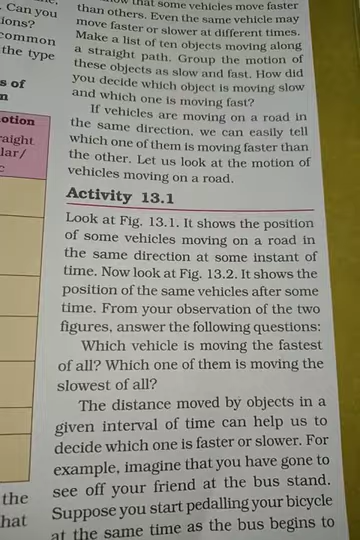 . Can you
ions?
common
the type
s of
n
otion
raight
lar/
c
the
hat
that some vehicles move faster
than others. Even the same vehicle may
move faster or slower at different times.
Make a list of ten objects moving along
a straight path. Group the motion of
these objects as slow and fast. How did
you decide which object is moving slow
and which one is moving fast?
If vehicles are moving on a road in
the same direction, we can easily tell
which one of them is moving faster than
the other. Let us look at the motion of
vehicles moving on a road.
Activity 13.1
Look at Fig. 13.1. It shows the position
of some vehicles moving on a road in
the same direction at some instant of
time. Now look at Fig. 13.2. It shows the
position of the same vehicles after some
time. From your observation of the two
figures, answer the following questions:
Which vehicle is moving the fastest
of all? Which one of them is moving the
slowest of all?
The distance moved by objects in a
given interval of time can help us to
decide which one is faster or slower. For
example, imagine that you have gone to
see off your friend at the bus stand.
Suppose you start pedalling your bicycle
at the same time as the bus begins to